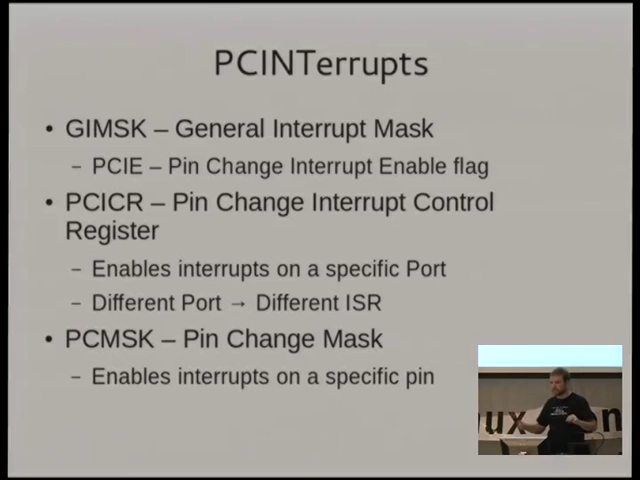 PCINTerrupts
• GIMSK – General Interrupt Mask
– PCIE – Pin Change Interrupt Enable flag
• PCICR – Pin Change Interrupt Control
Register
– Enables interrupts on a specific Port
– Different Port → Different ISR
• PCMSK – Pin Change Mask
– Enables interrupts on a specific pin